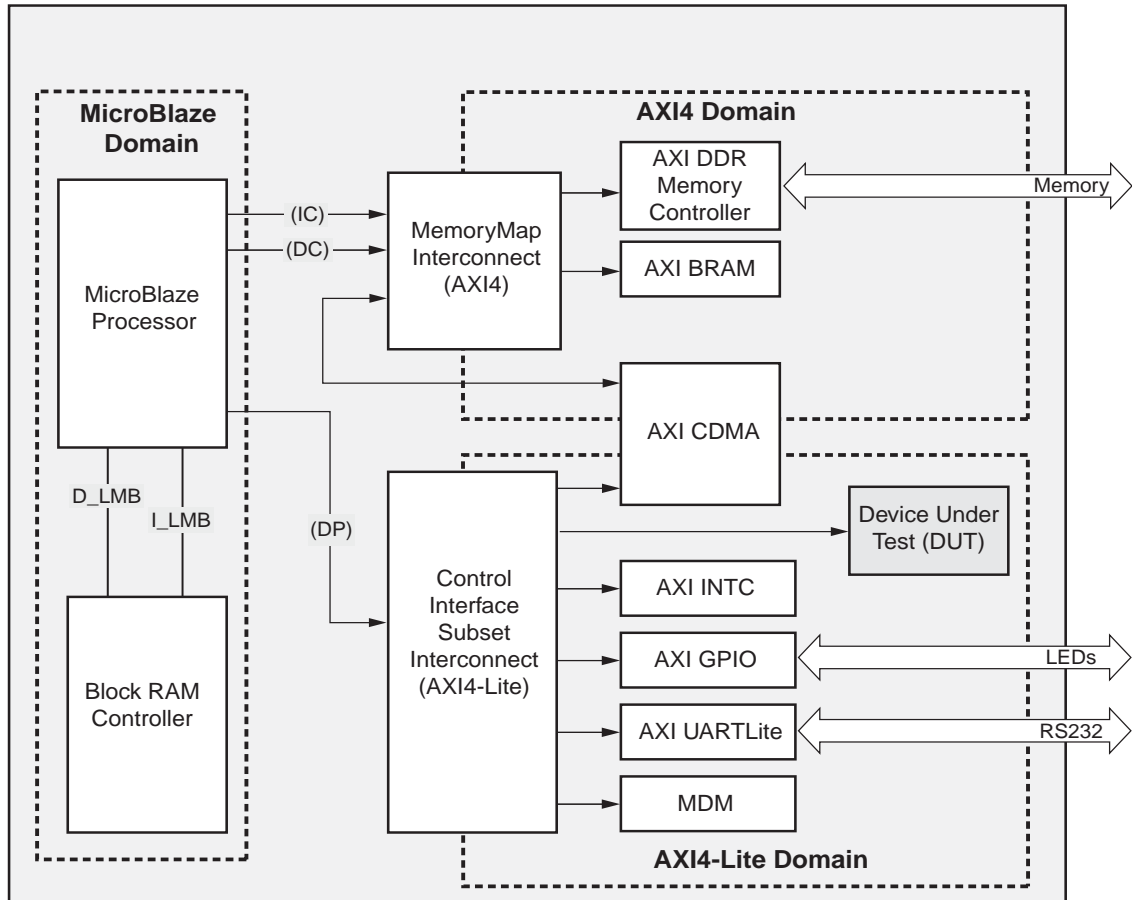 MicroBlaze
Domain
MicroBlaze
Processor
D_LMB
I_LMB
Block RAM
Controller
(IC)
(DC)
(DP)
AXI4 Domain
MemoryMap
Interconnect
(AXI4)
AXI DDR
Memory
Controller
Memory
AXI BRAM
AXI CDMA
Control
Interface
Subset
Interconnect
(AXI4-Lite)
Device Under
Test (DUT)
AXI INTC
AXI GPIO
LEDs
AXI UARTLite
RS232
MDM
AXI4-Lite Domain